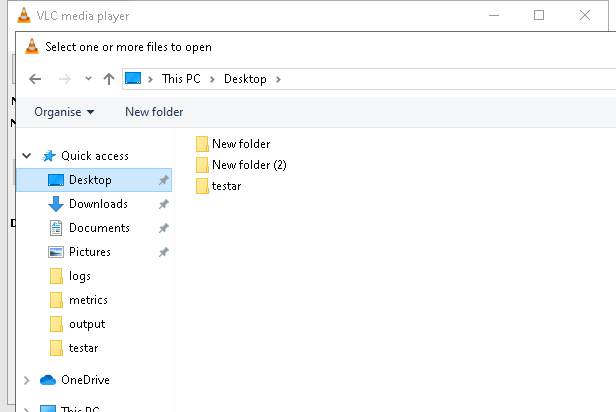 VLC media player
Select one or more files to open
This PC > Desktop >
Organise New folder
Quick access
Desktop
Downloads
Documents
Pictures
logs
metrics
output
testar
OneDrive
This PC
New folder
New folder (2)
testar